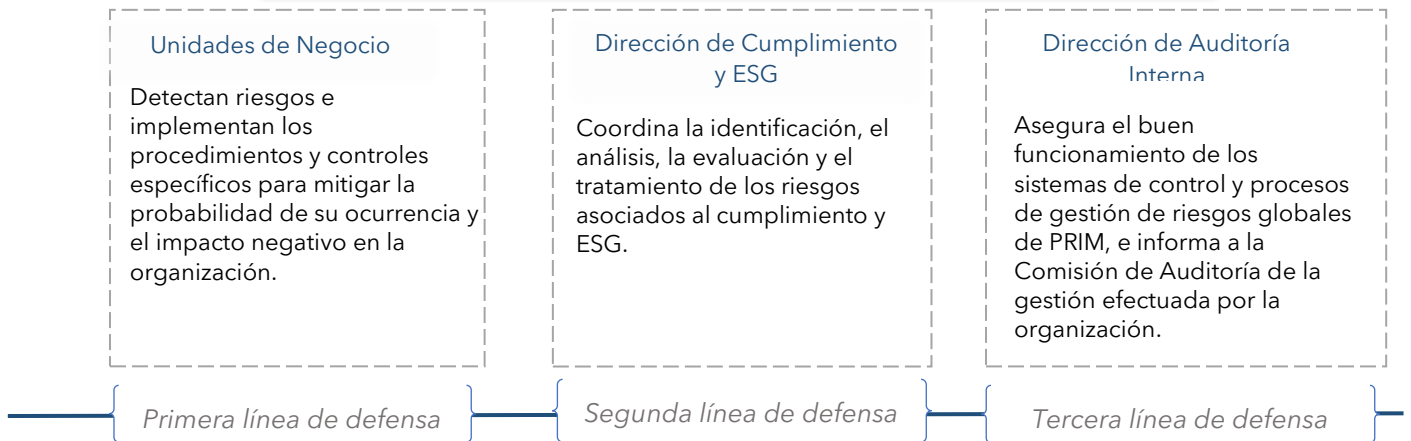 Unidades de Negocio
Detectan riesgos e
implementan los
procedimientos y controles
específicos para mitigar la
probabilidad de su ocurrencia y
el impacto negativo en la
organización.
Primera línea de defensa
Dirección de Cumplimiento
y ESG
Coordina la identificación, el
análisis, la evaluación y el
tratamiento de los riesgos
asociados al cumplimiento y
ESG.
Segunda línea de defensa
Dirección de Auditoría
Interna
Asegura el buen
funcionamiento de los
sistemas de control y procesos
de gestión de riesgos globales
de PRIM, e informa a la
Comisión de Auditoría de la
gestión efectuada por la
organización.
Tercera línea de defensa